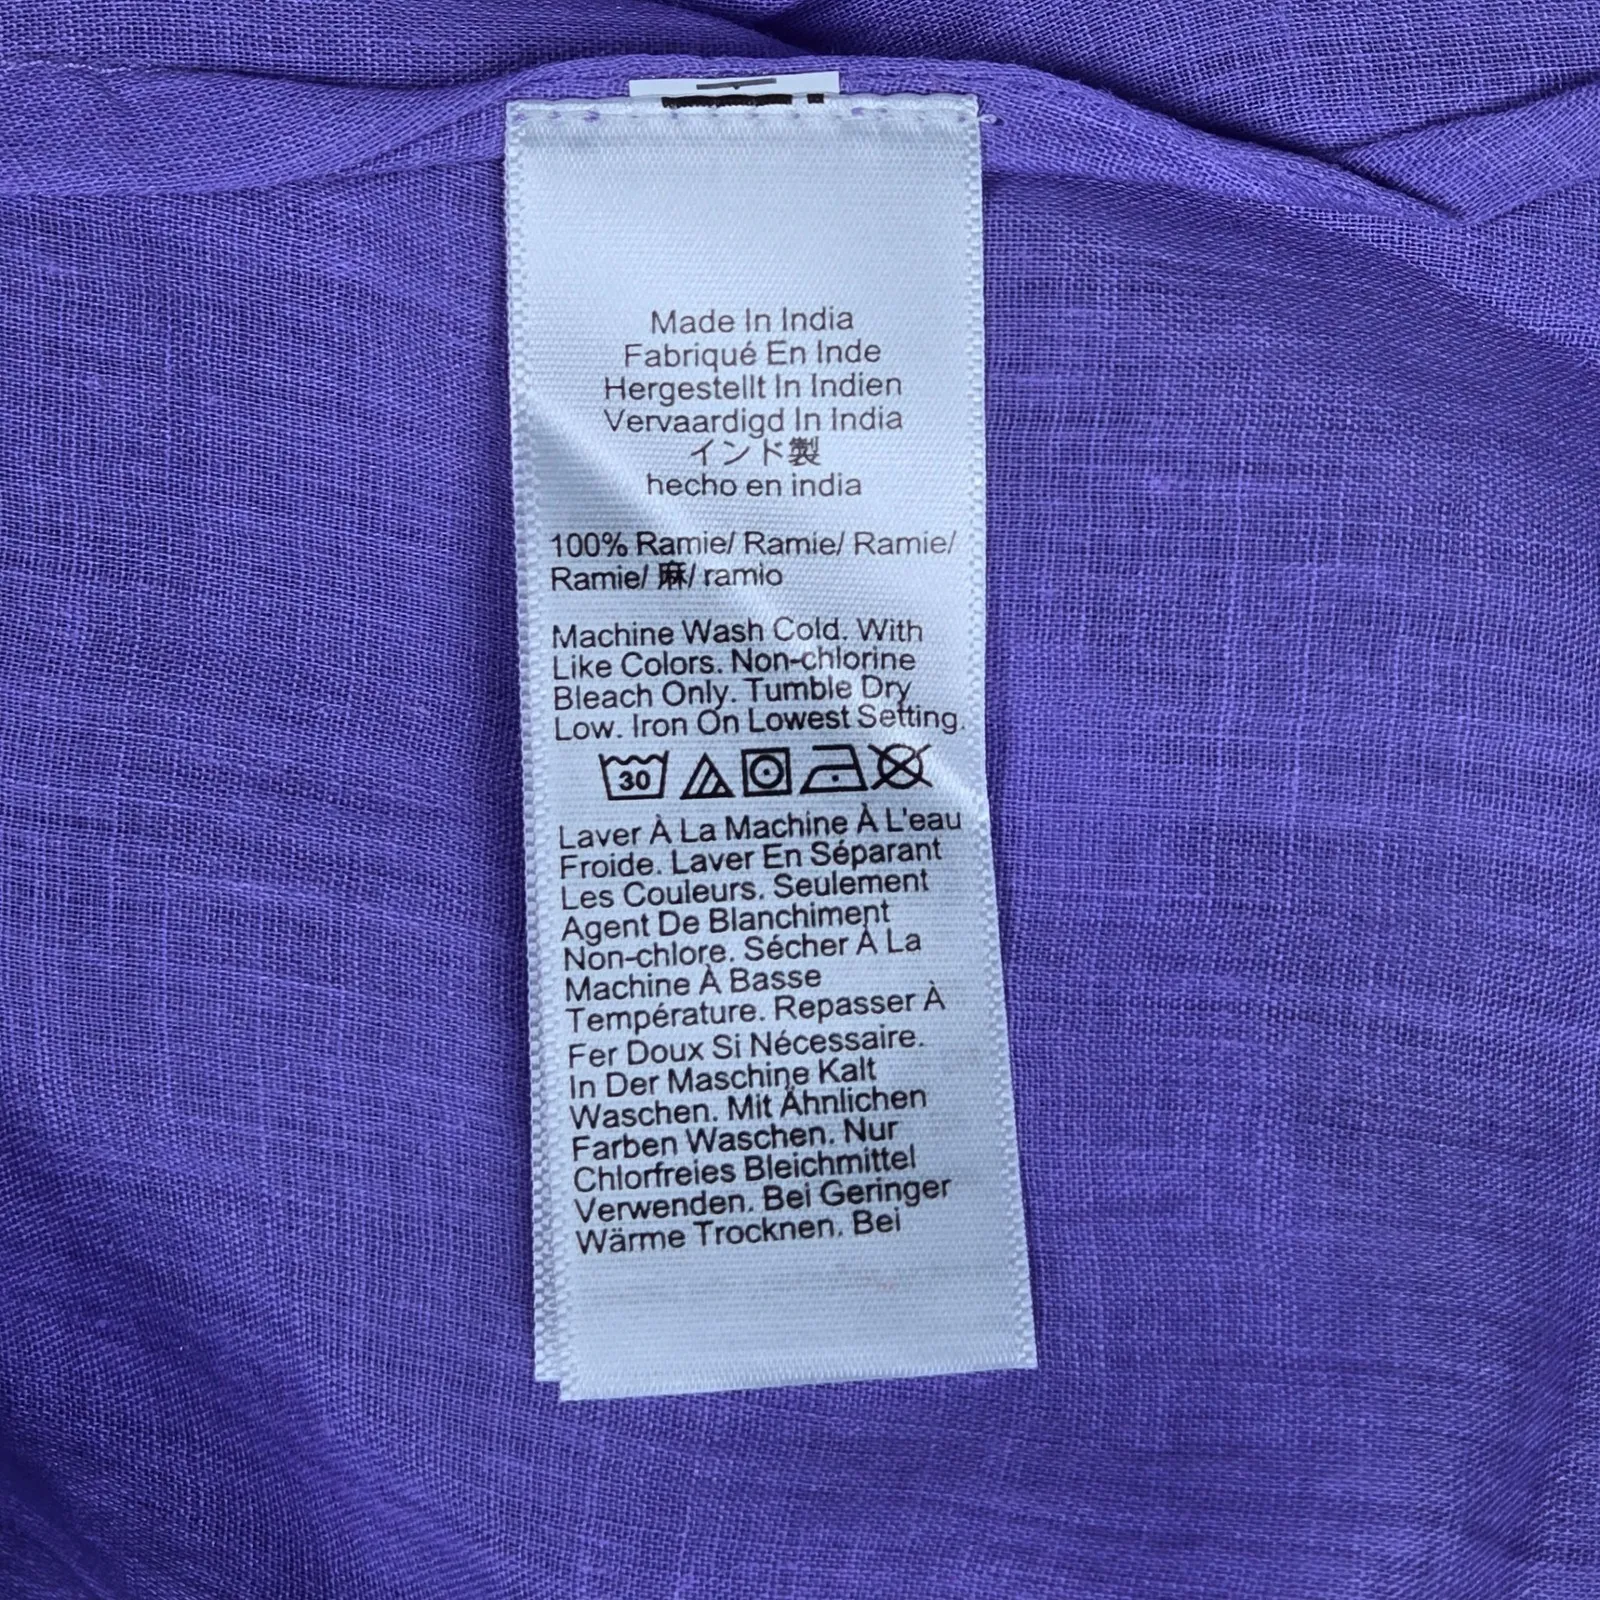 Made In India
Fabriqué En Inde
Hergestellt In Indien
Vervaardigd In India
インド製
hecho en india
100% Ramie/ Ramie/ Ramie/
Ramie/ 麻/ ramio
Machine Wash Cold. With
Like Colors. Non-chlorine
Bleach Only. Tumble Dry
Low. Iron On Lowest Setting.
30
Laver À La Machine À L'eau
Froide. Laver En Séparant
Les Couleurs. Seulement
Agent De Blanchiment
Non-chlore. Sécher À La
Machine À Basse
Température. Repasser À
Fer Doux Si Nécessaire.
In Der Maschine Kalt
Waschen. Mit Ähnlichen
Farben Waschen. Nur
Chlorfreies Bleichmittel
Verwenden. Bei Geringer
Wärme Trocknen. Bei